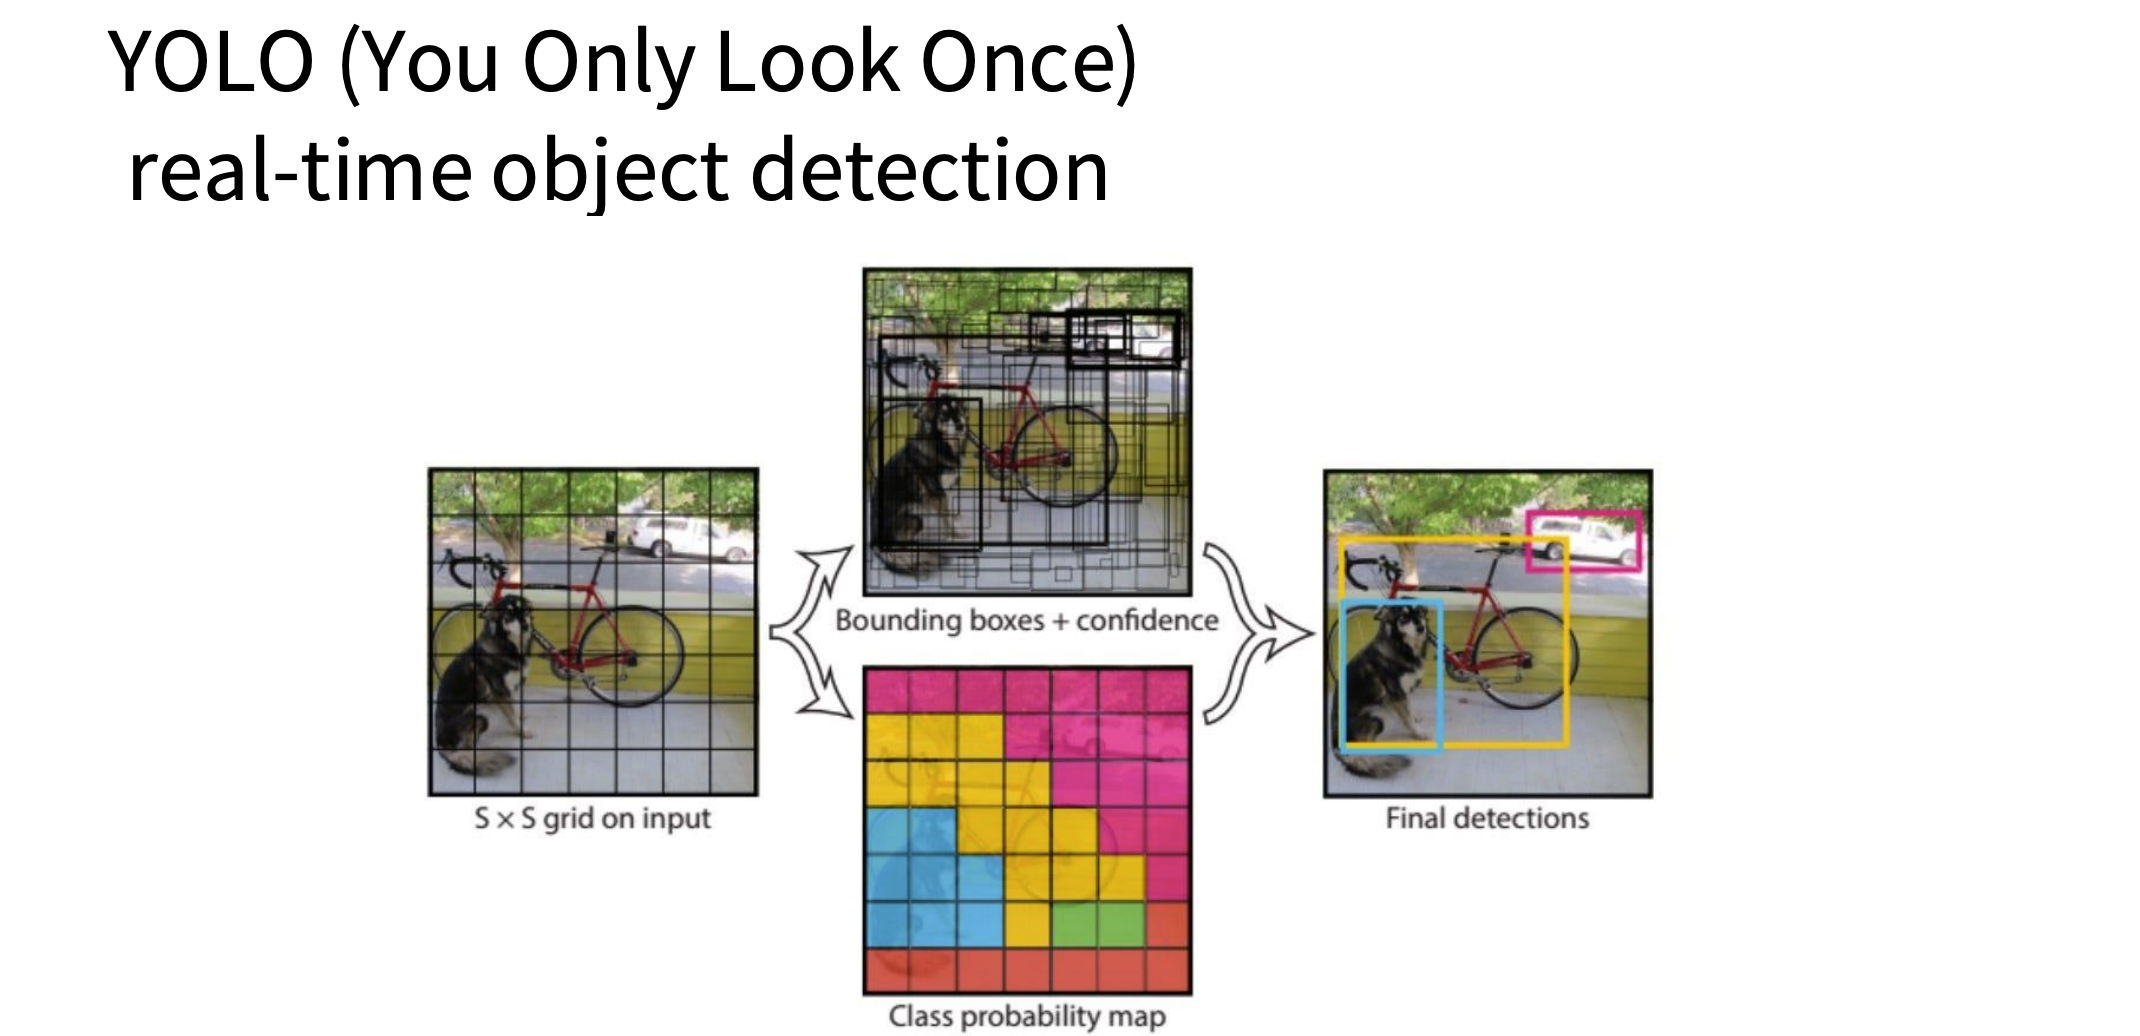 YOLO (You Only Look Once)
real-time object detection
S × S grid on input
Bounding boxes + confidence
Class probability map
Final detections